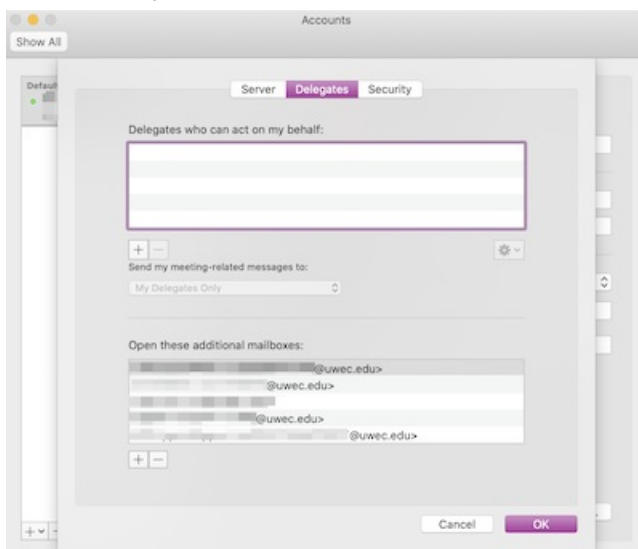 Accounts
Show All
Default
Server Delegates Security
Delegates who can act on my behalf:
Send my meeting-related messages to:
My Delegates Only
Open these additional mailboxes:
@uwec.edu>
@uwec.edu>
@uwec.edu>
@uwec.edu>
Cancel OK